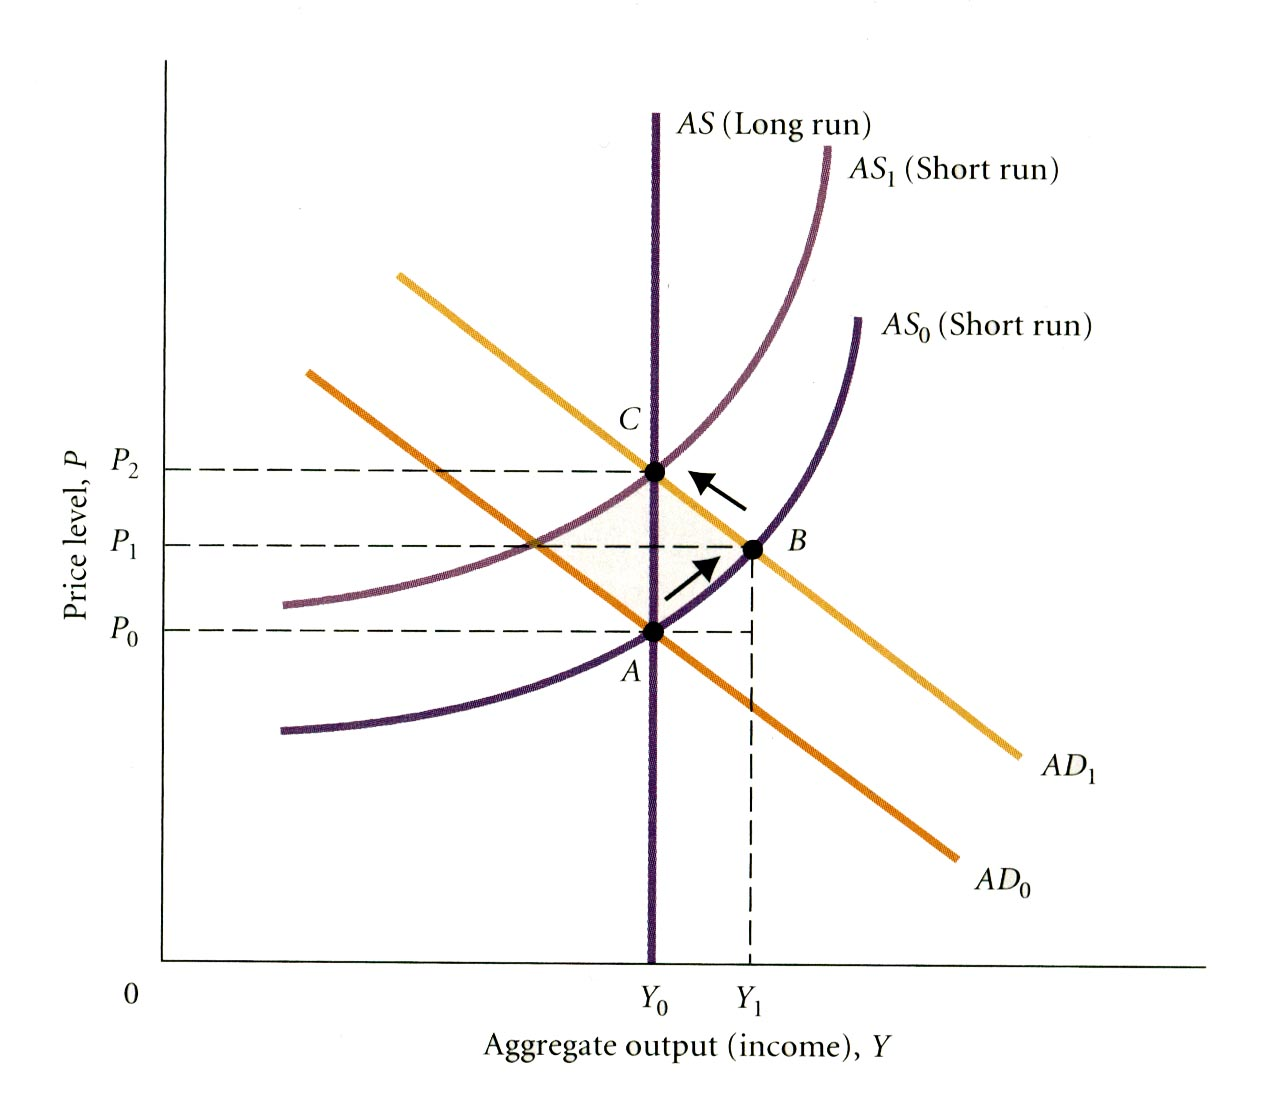 AS (Long run)
AS₁ (Short run)
AS₀ (Short run)
C
P₂
P₁
B
P₀
A
Price level, P
AD₁
AD₀
0
Y₀
Y₁
Aggregate output (income), Y